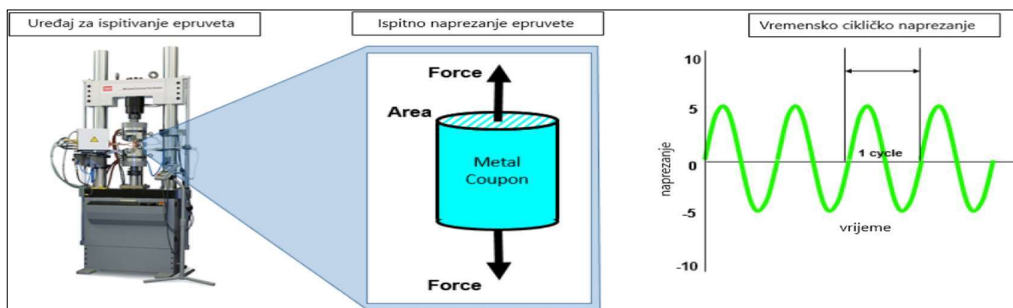 Uređaj za ispitivanje epruveta
Ispitno naprezanje epruvete
Vremensko cikličko naprezanje
Force
Area
Metal
Coupon
Force
naprezanje
10
5
0
-5
-10
1 cycle
vrijeme